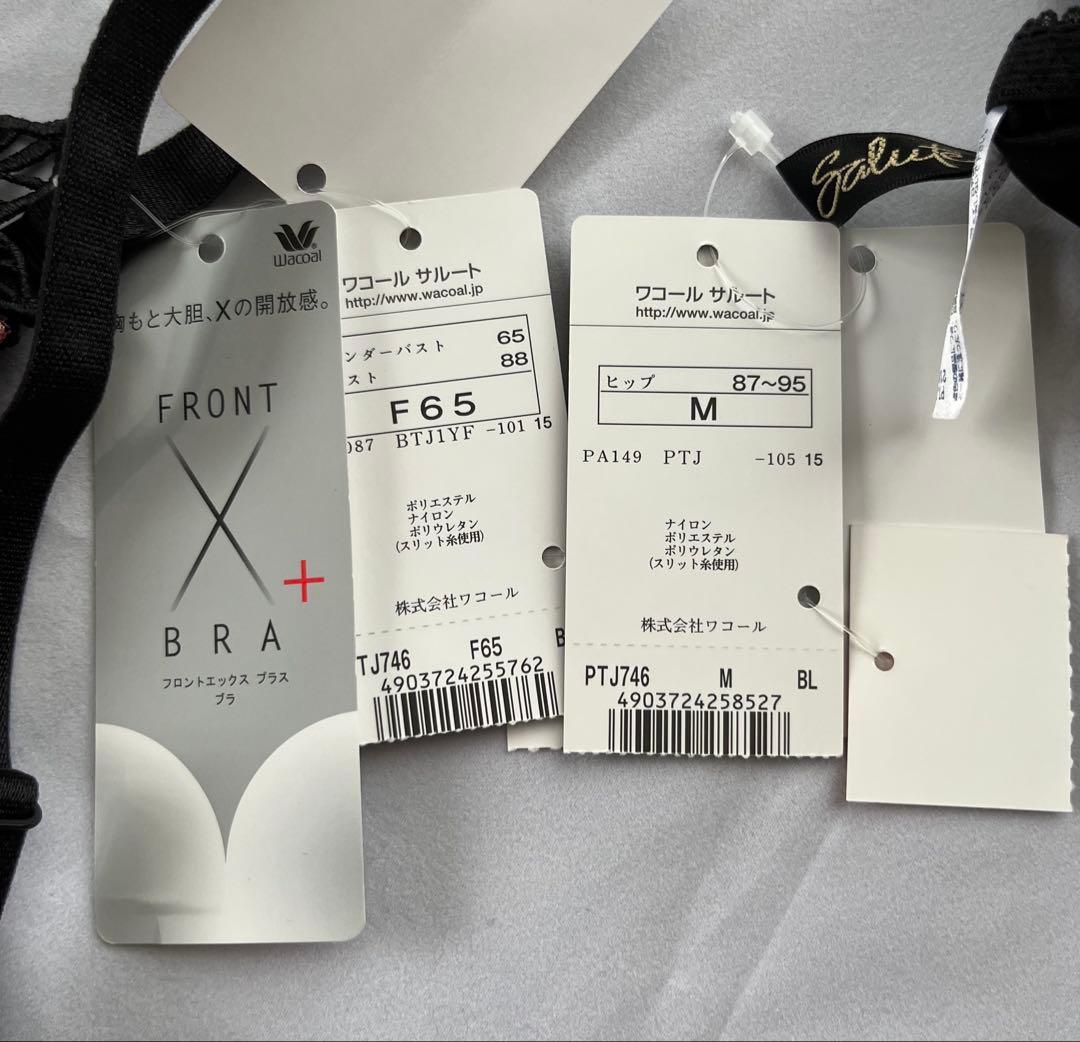 Wacoal
胸もと大胆、Xの開放感。
FRONT
X
+
BRA
フロントエックス プラス
ブラ
ワコール サルート
http://www.wacoal.jp
ンダーバスト 65
スト 88
F65
087 BTJ1YF -101 15
ポリエステル
ナイロン
ポリウレタン
(スリット糸使用)
株式会社ワコール
TJ746 F65 B
4903724255762
Salute
ワコール サルート
http://www.wacoal.jp
ヒップ 87～95
M
PA149 PTJ -105 15
ナイロン
ポリエステル
ポリウレタン
(スリット糸使用)
株式会社ワコール
PTJ746 M BL
4903724258527